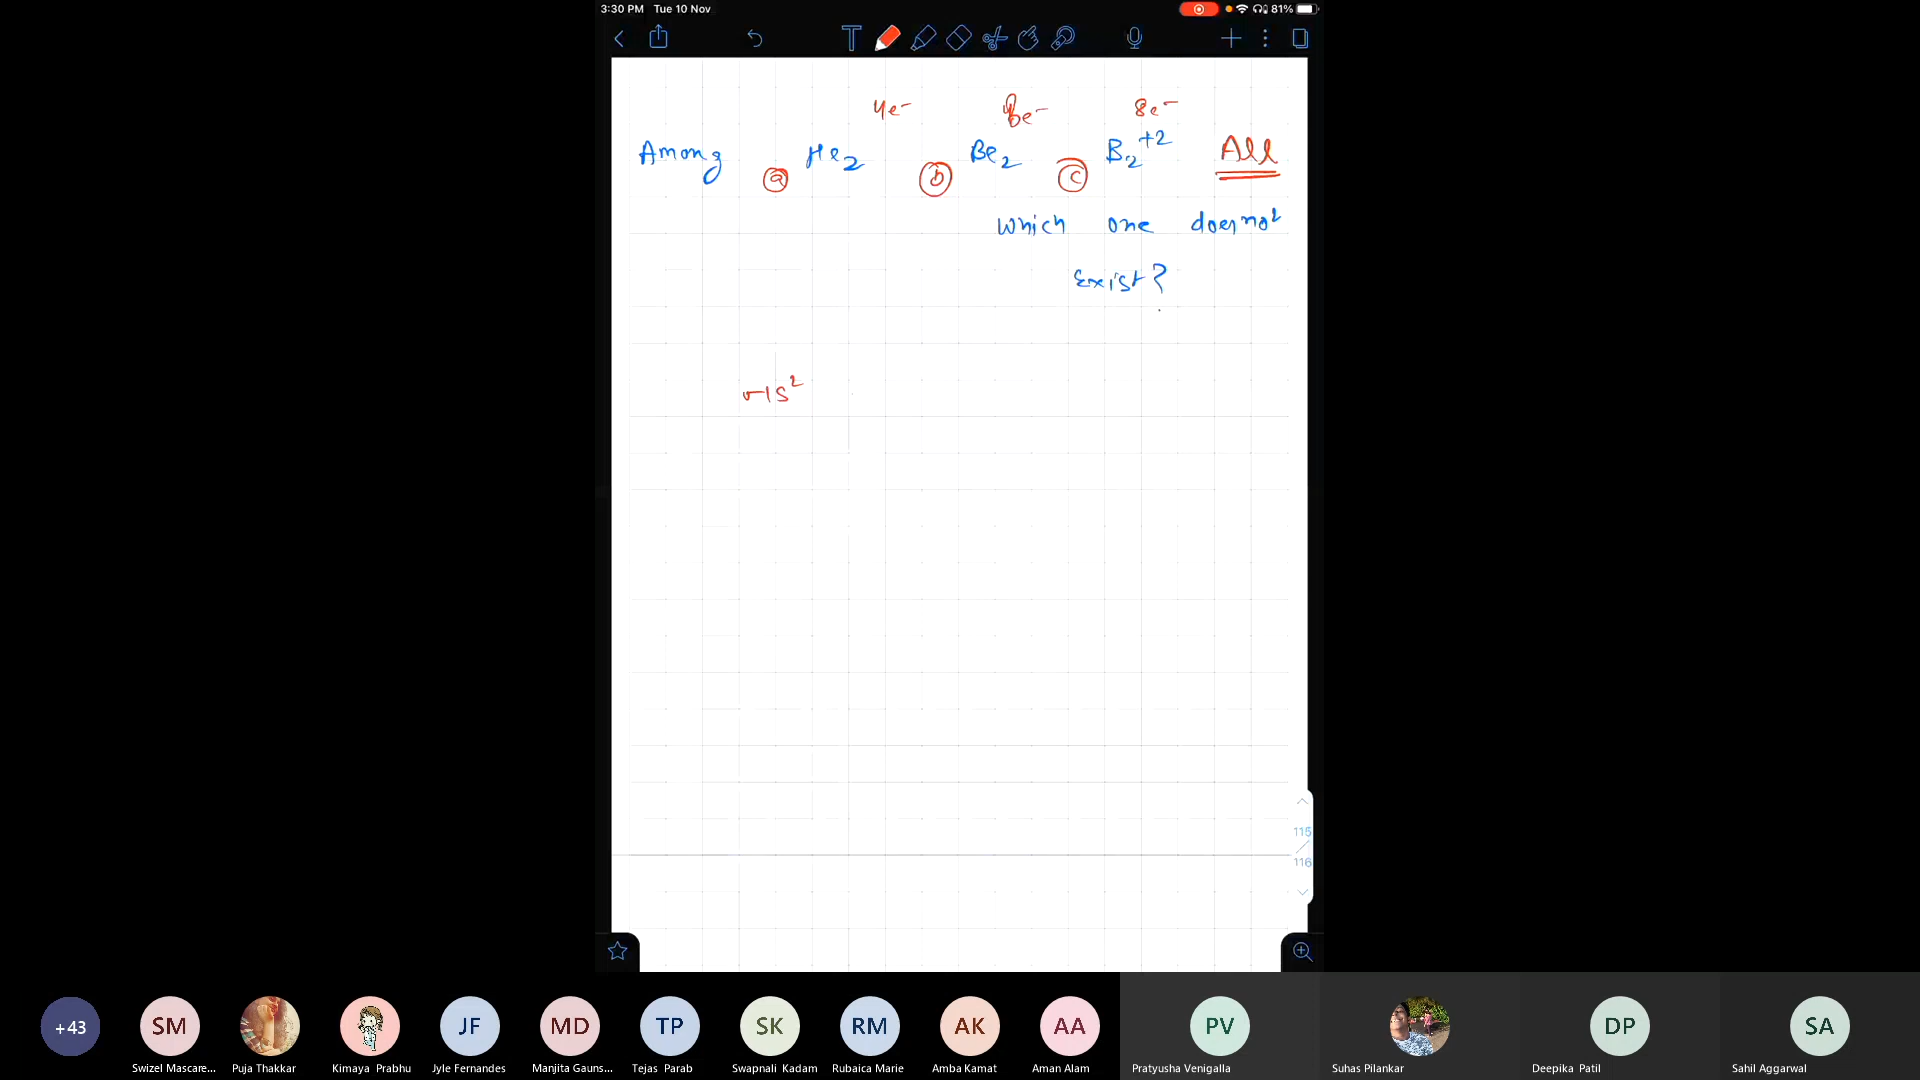 3:30 PM Tue 10 Nov 81%
4e⁻ 8e⁻ 8e⁻
Among ⓐ He₂ ⓑ Be₂ ⓒ B₂⁺² All
Which one doesnot
Exist?
σ1s²
115
116
+43 SM JF MD TP SK RM AK AA PV DP SA
Swizel Mascare... Puja Thakkar Kimaya Prabhu Jyle Fernandes Manjita Gauns... Tejas Parab Swapnali Kadam Rubaica Marie Amba Kamat Aman Alam Pratyusha Venigalla Suhas Pilankar Deepika Patil Sahil Aggarwal